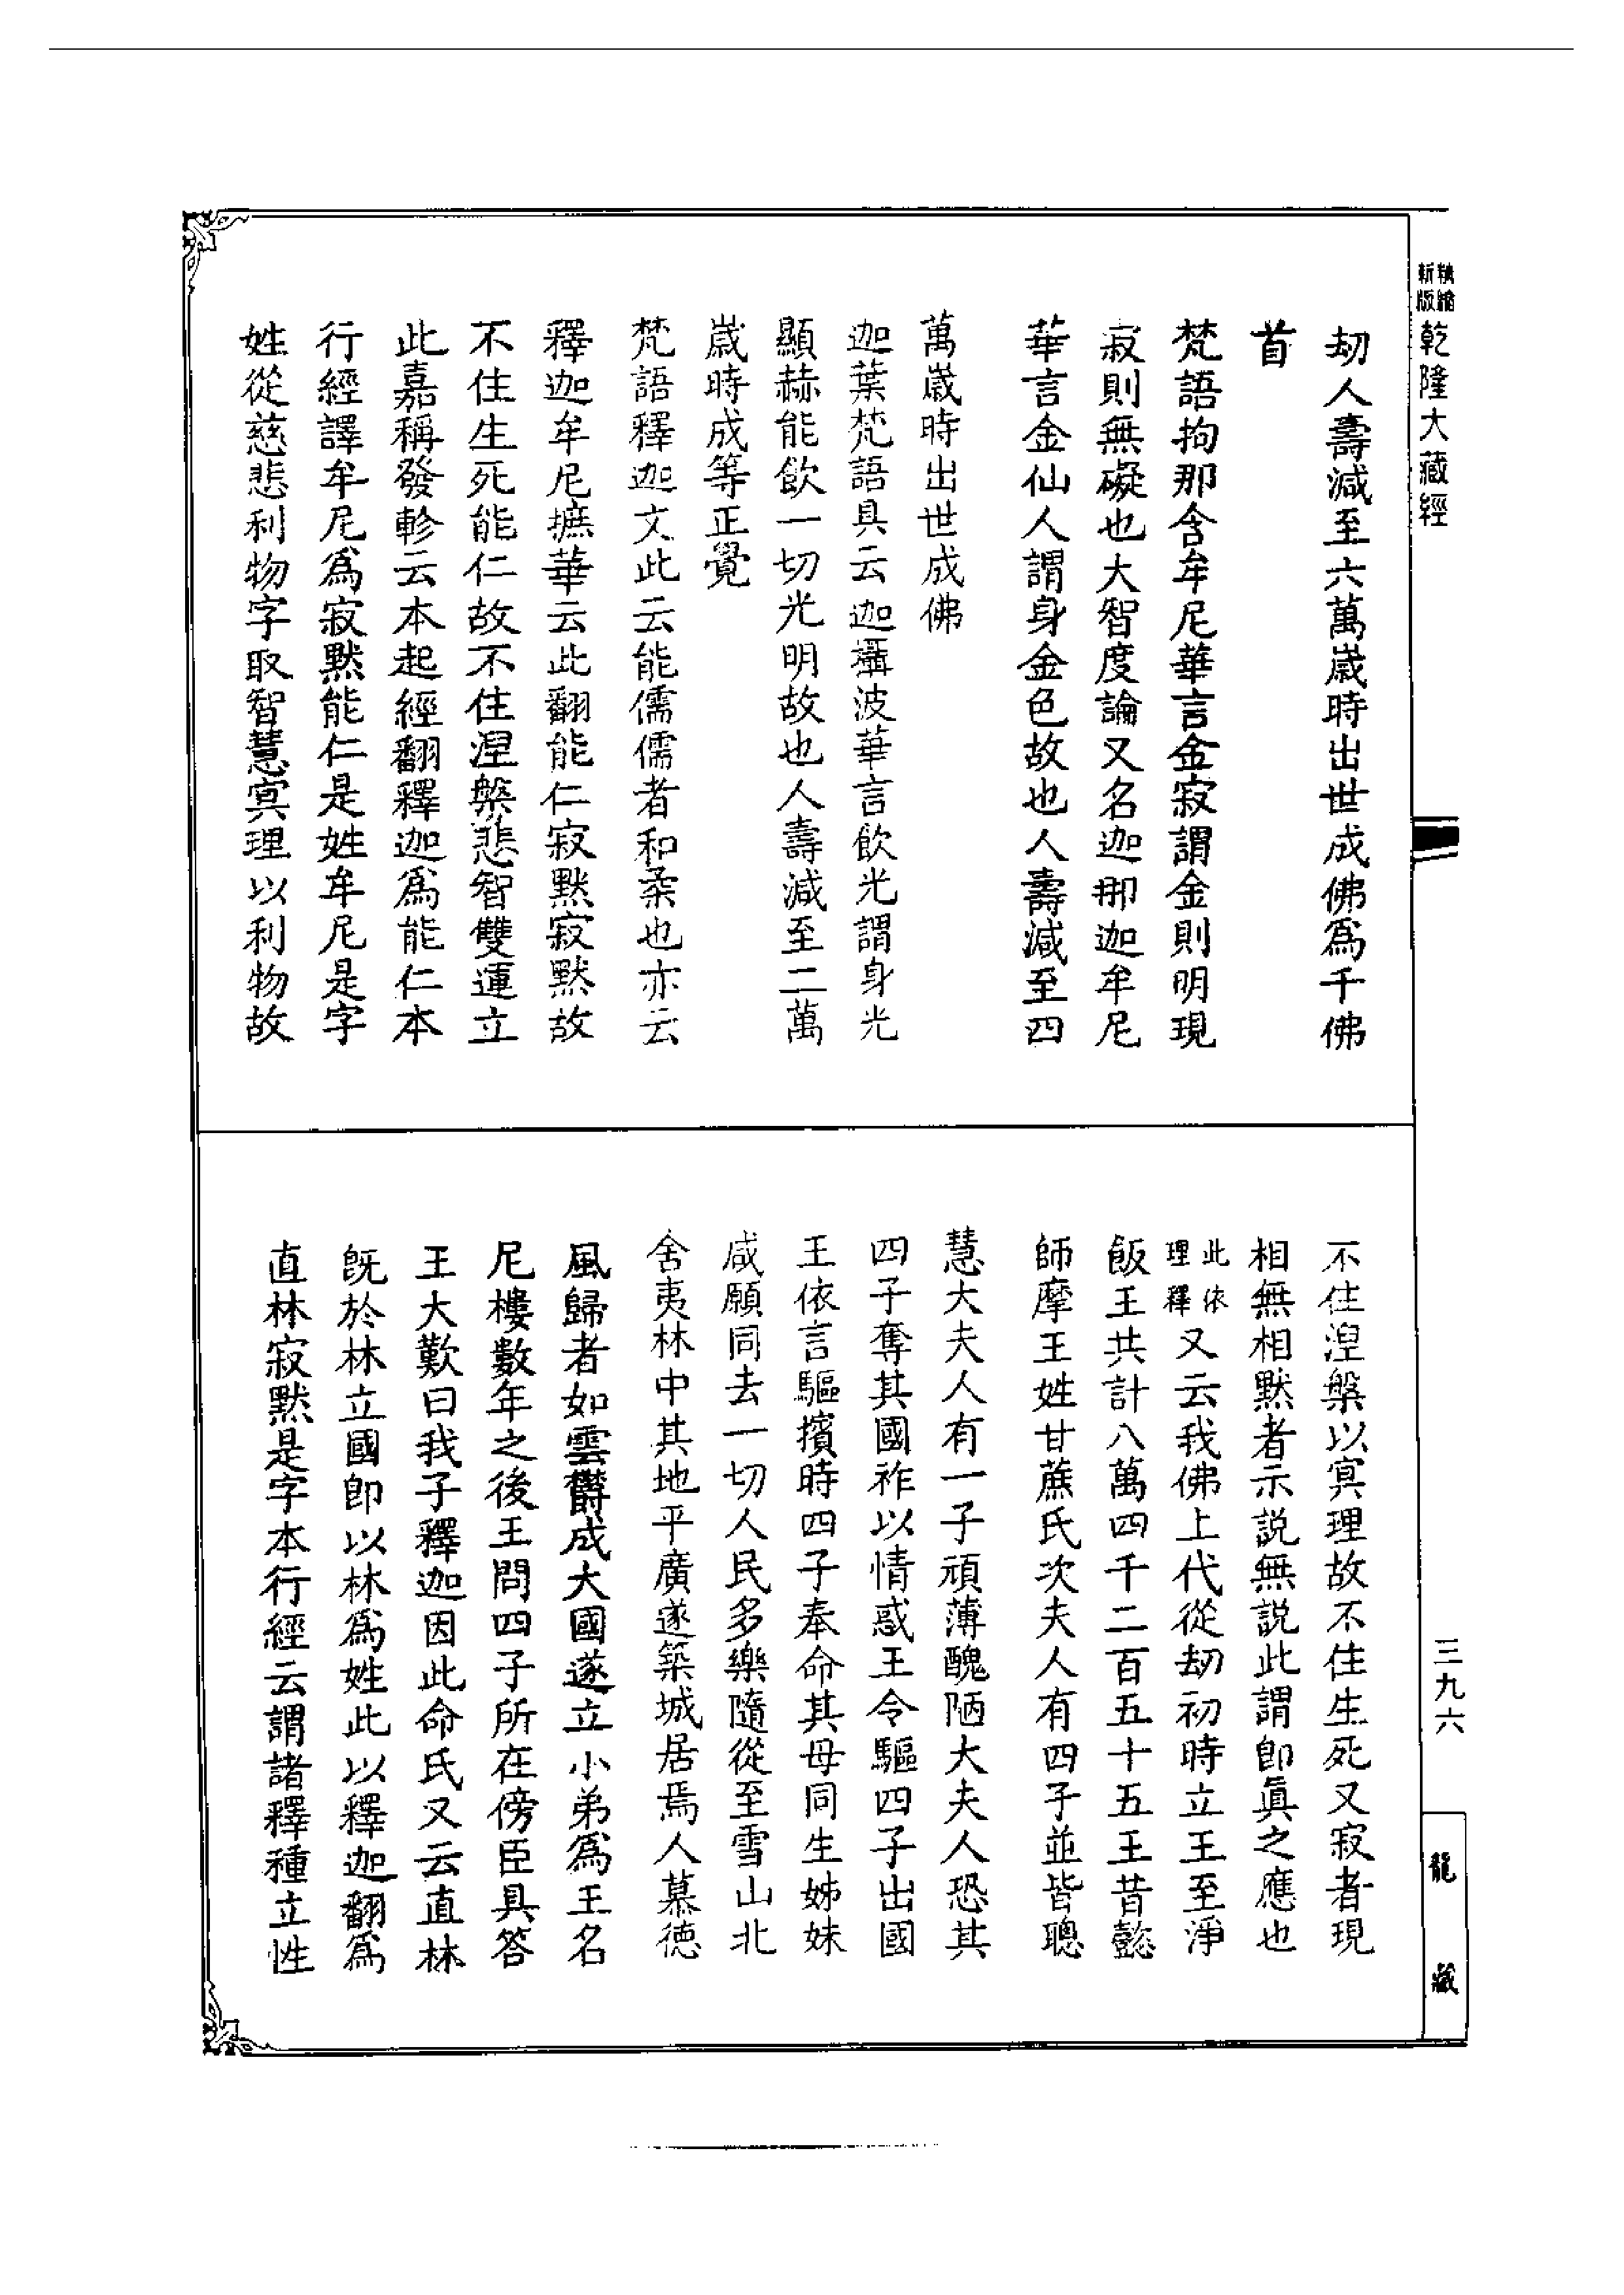 精繪
新版
乾隆大藏經
劫人壽減至六萬歲時出世成佛爲千佛
首
梵語拘那含牟尼華言金寂謂金則明現
寂則無礙也大智度論又名迦那迦牟尼
華言金仙人謂身金色故也人壽減至四
萬歲時出世成佛
迦葉梵語具云迦攝波華言飲光謂身光
顯赫能飲一切光明故也人壽減至二萬
歲時成等正覺
梵語釋迦文此云能儒儒者和柔也亦云
釋迦牟尼摭華云此翻能仁寂默寂默故
不住生死能仁故不住涅槃悲智雙運立
此嘉稱發軫云本起經翻釋迦爲能仁本
行經譯牟尼爲寂默能仁是姓牟尼是字
姓從慈悲利物字取智慧㝠理以利物故
不住涅槃以㝠理故不住生死又寂者現
相無相默者示説無説此謂卽眞之應也
此依
理釋
又云我佛上代從劫初時立王至淨
飯王共計八萬四千二百五十五王昔懿
師摩王姓甘蔗氏次夫人有四子並皆聰
慧大夫人有一子頑薄醜陋大夫人恐其
四子奪其國祚以情惑王令驅四子出國
王依言驅擯時四子奉命其母同生姊妹
咸願同去一切人民多樂隨從至雪山北
舍夷林中其地平廣遂築城居焉人慕德
風歸者如雲欝成大國遂立小弟爲王名
尼樓數年之後王問四子所在傍臣具答
王大歎曰我子釋迦因此命氏又云直林
旣於林立國卽以林爲姓此以釋迦翻爲
直林寂默是字本行經云謂諸釋種立性
三九六
龍藏